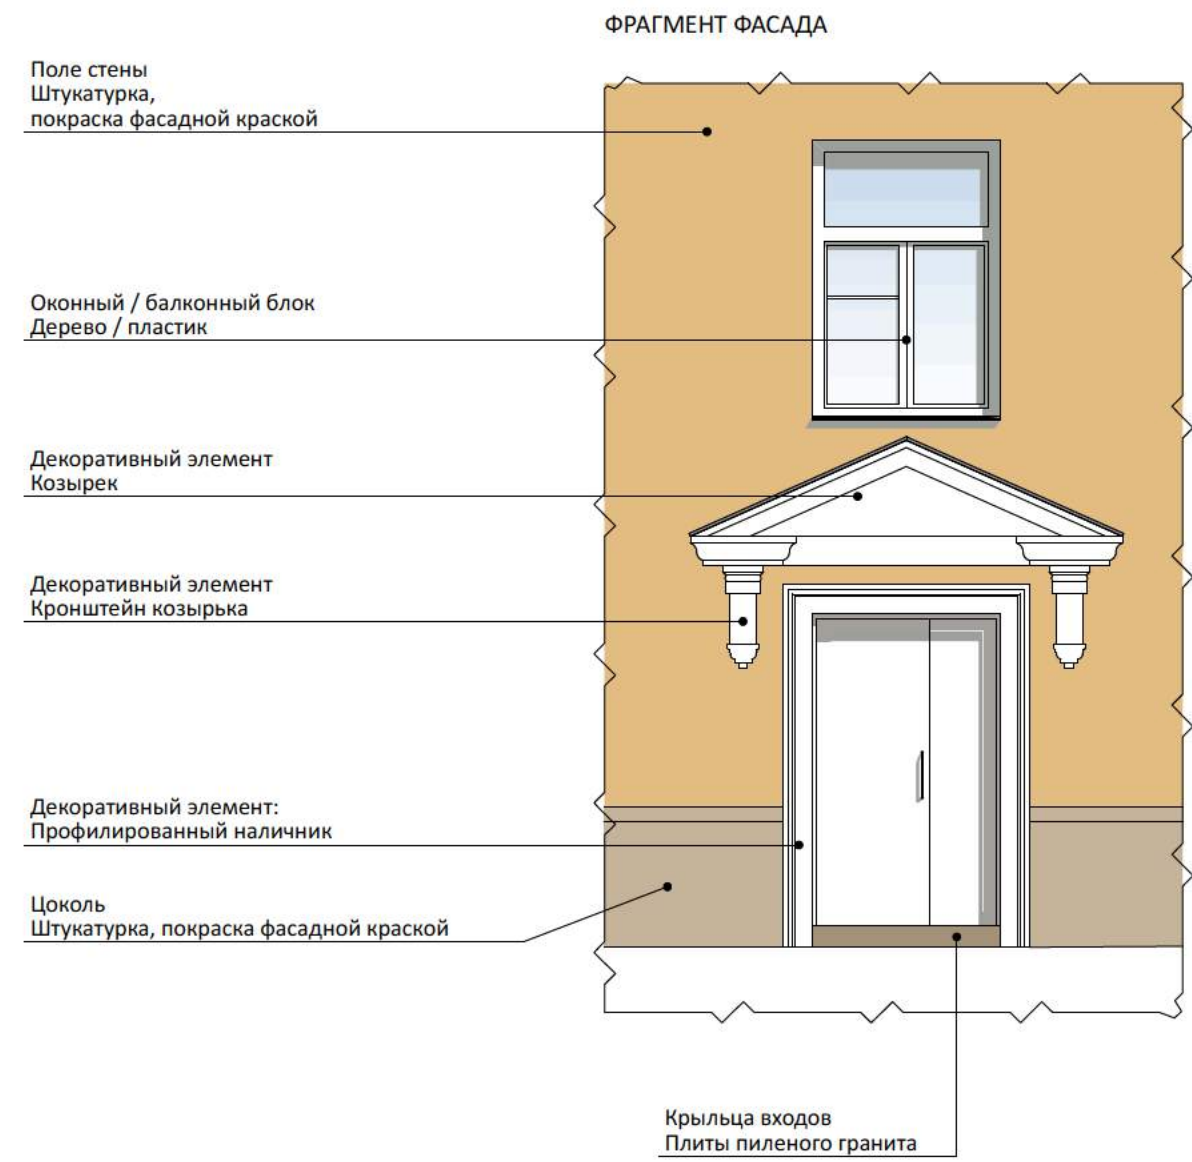 ФРАГМЕНТ ФАСАДА
Поле стены
Штукатурка,
покраска фасадной краской
Оконный / балконный блок
Дерево / пластик
Декоративный элемент
Козырек
Декоративный элемент
Кронштейн козырька
Декоративный элемент:
Профилированный наличник
Цоколь
Штукатурка, покраска фасадной краской
Крыльца входов
Плиты пиленого гранита